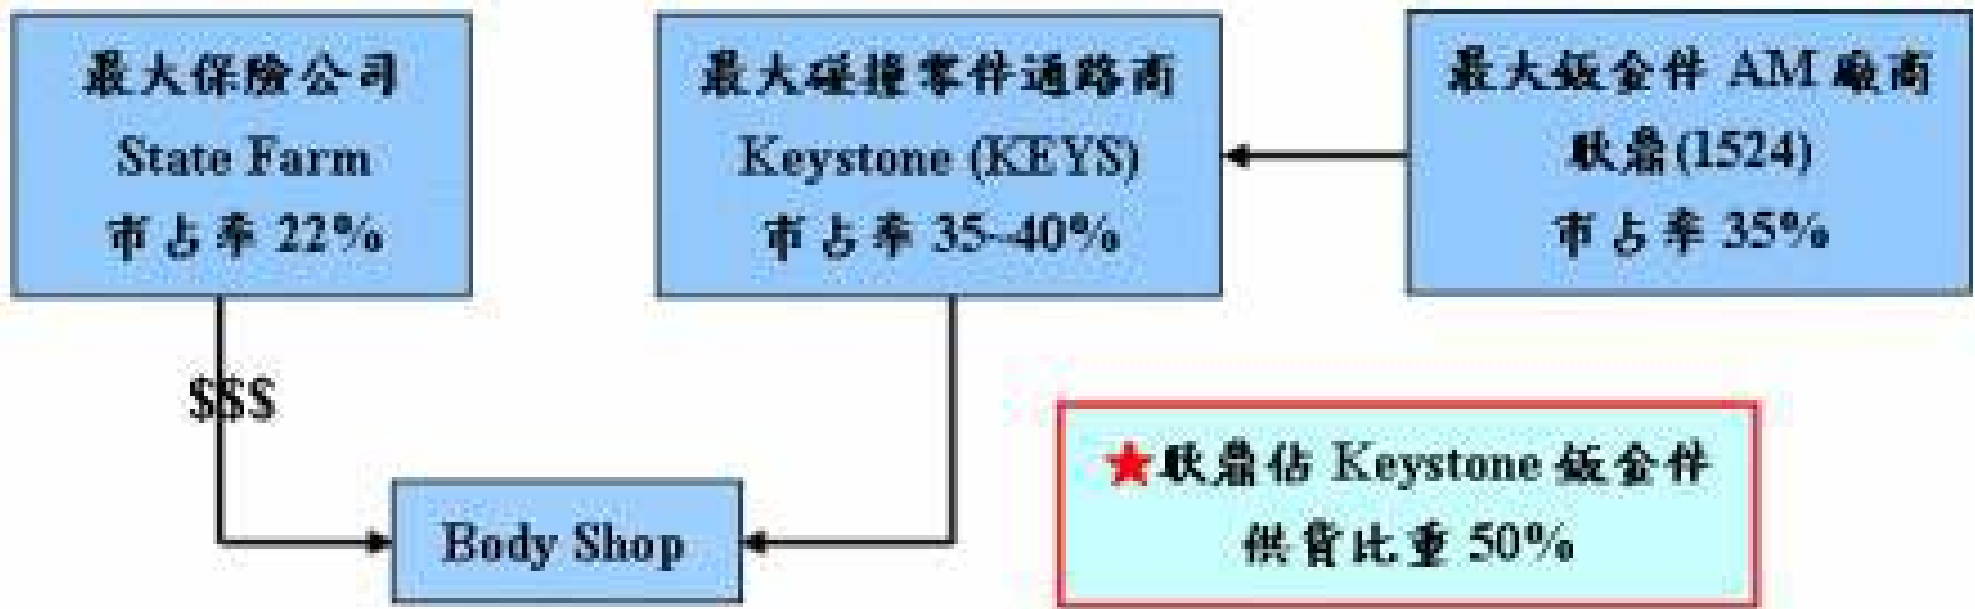 最大保險公司
State Farm
市占率 22%
最大碰撞零件通路商
Keystone (KEYS)
市占率 35-40%
最大鈑金件 AM 廠商
耿鼎(1524)
市占率 35%
$$$
Body Shop
★耿鼎佔 Keystone 鈑金件
供貨比重 50%